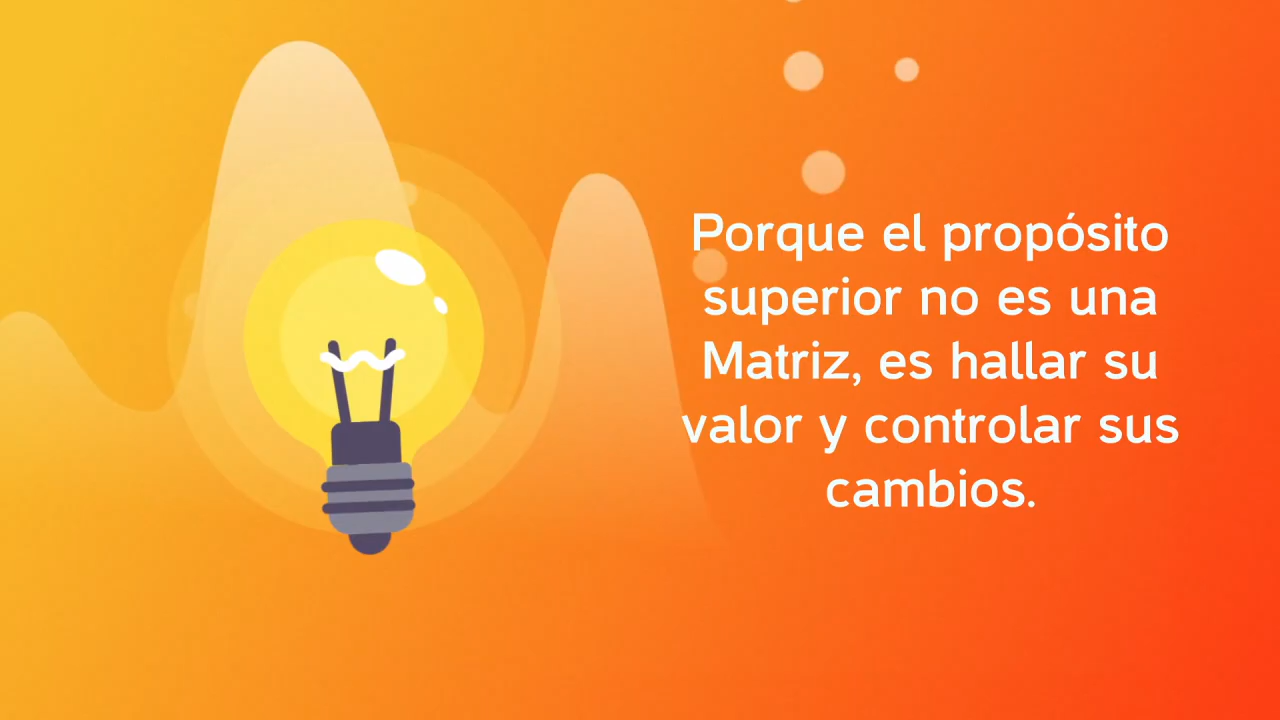 Porque el propósito
superior no es una
Matriz, es hallar su
valor y controlar sus
cambios.